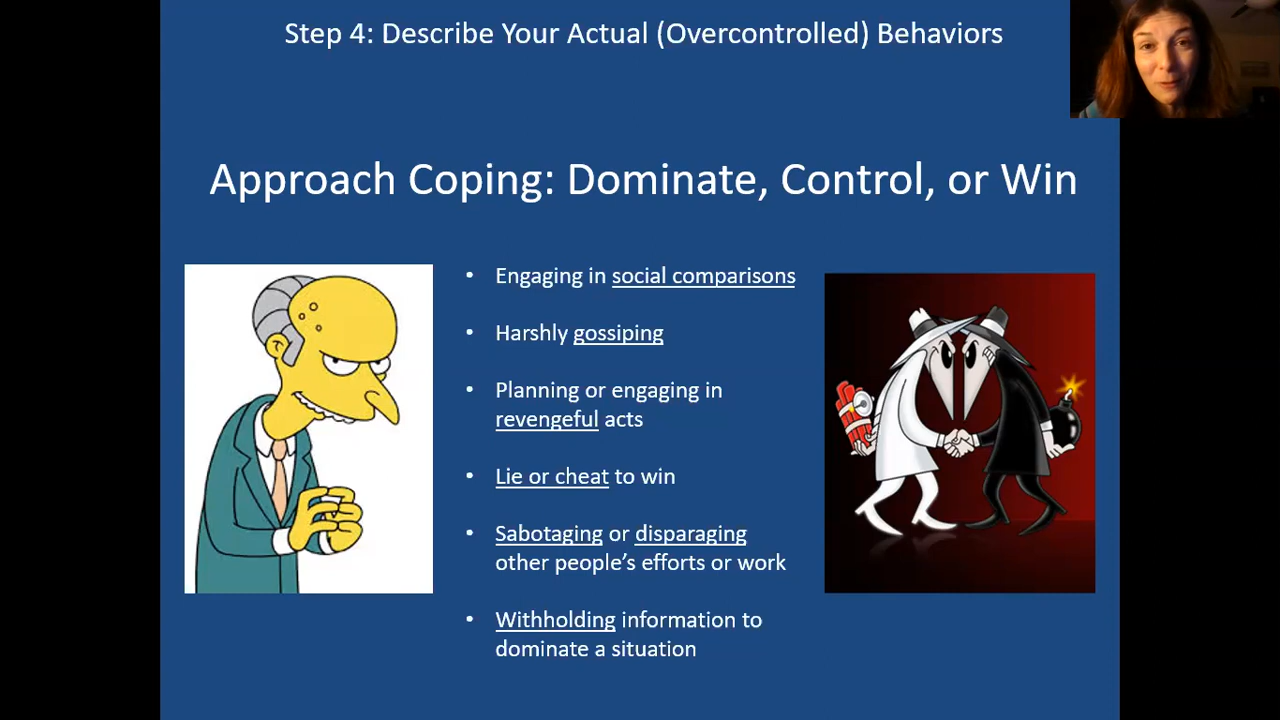 Step 4: Describe Your Actual (Overcontrolled) Behaviors
Approach Coping: Dominate, Control, or Win
• Engaging in social comparisons
• Harshly gossiping
• Planning or engaging in
revengeful acts
• Lie or cheat to win
• Sabotaging or disparaging
other people's efforts or work
• Withholding information to
dominate a situation